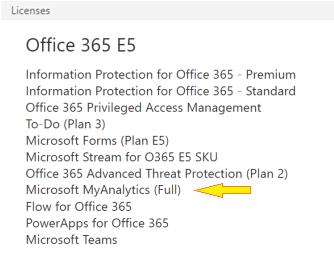 Licenses
Office 365 E5
Information Protection for Office 365 - Premium
Information Protection for Office 365 - Standard
Office 365 Privileged Access Management
To-Do (Plan 3)
Microsoft Forms (Plan E5)
Microsoft Stream for O365 E5 SKU
Office 365 Advanced Threat Protection (Plan 2)
Microsoft MyAnalytics (Full)
Flow for Office 365
PowerApps for Office 365
Microsoft Teams